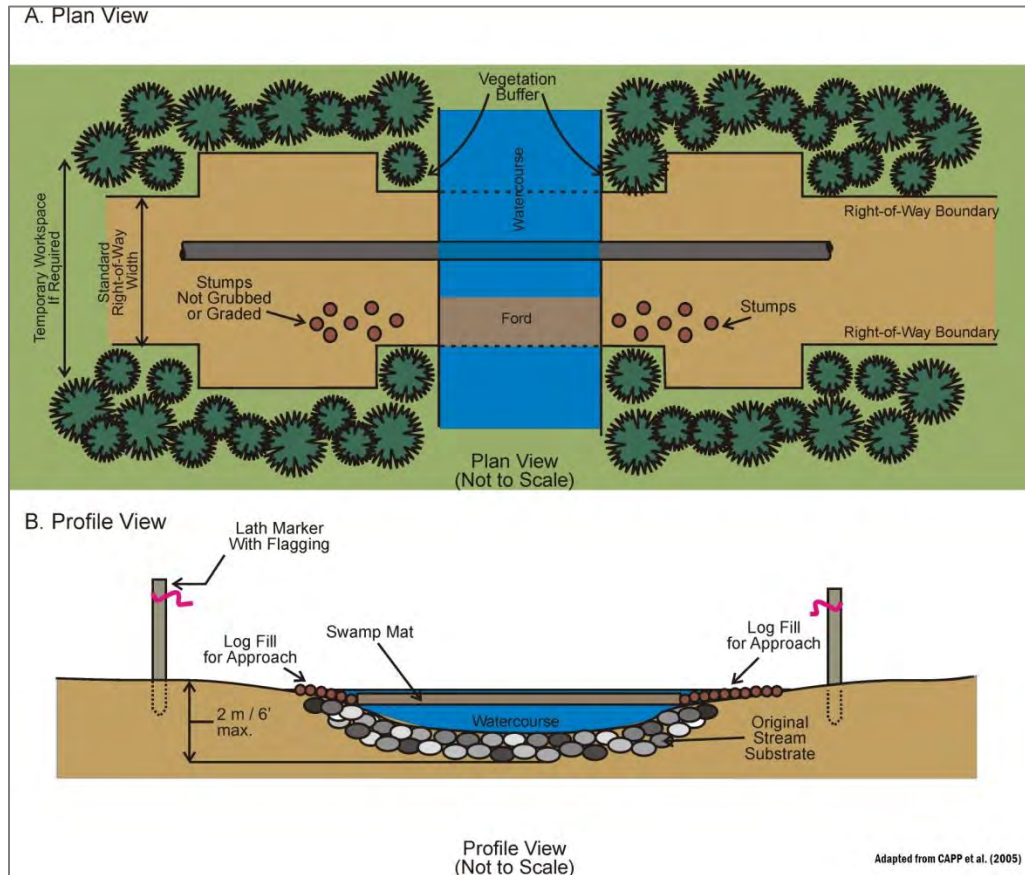 A. Plan View
Vegetation
Buffer
Watercourse
Temporary Workspace
If Required
Standard
Right-of-Way
Width
Right-of-Way Boundary
Stumps
Not Grubbed
or Graded
Ford
Stumps
Right-of-Way Boundary
Plan View
(Not to Scale)
B. Profile View
Lath Marker
With Flagging
Log Fill
for Approach
Swamp Mat
Log Fill
for Approach
2 m / 6'
max.
Watercourse
Original
Stream
Substrate
Profile View
(Not to Scale)
Adapted from CAPP et al. (2005)